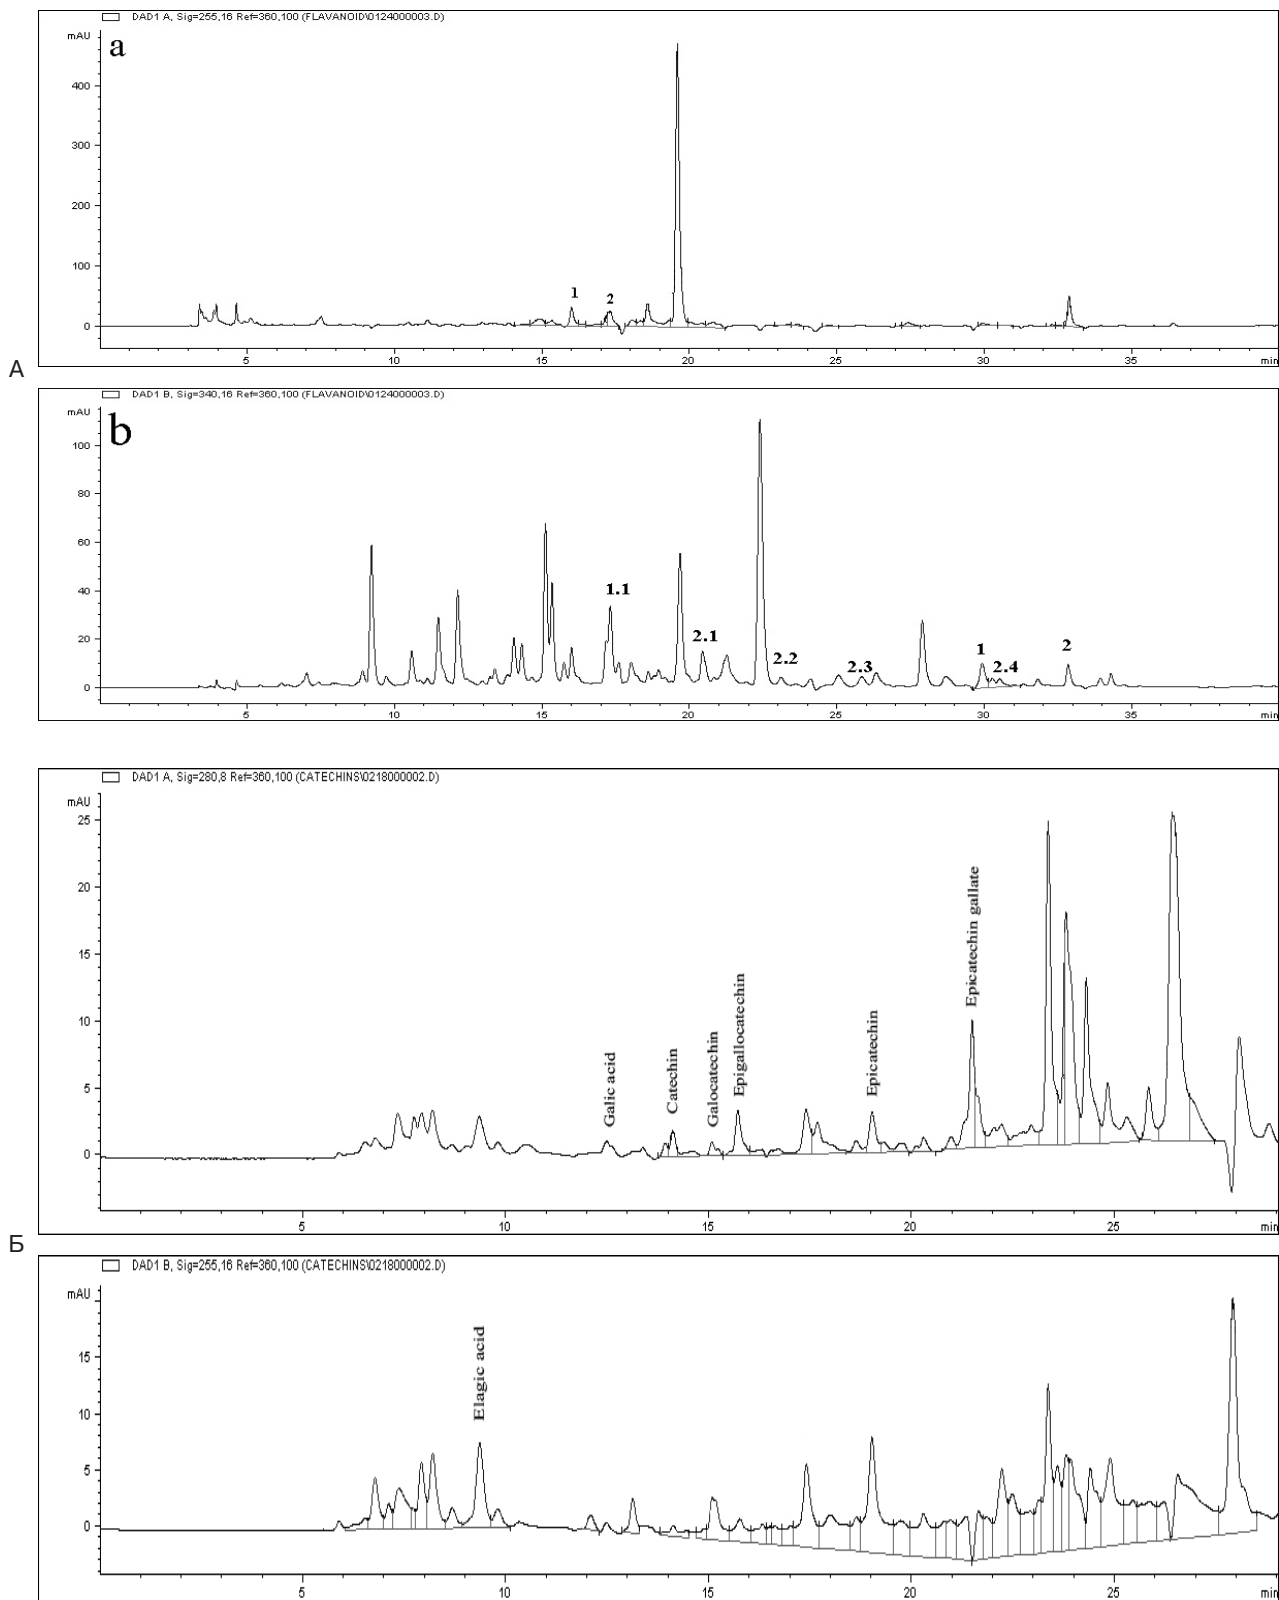 DAD1 A, Sig=255,16 Ref=360,100 (FLAVANOID\0124000003.D)
mAU
a
400
300
200
100
0
1
2
5 10 15 20 25 30 35 min
А
DAD1 B, Sig=340,16 Ref=360,100 (FLAVANOID\0124000003.D)
mAU
b
100
80
60
40
20
0
1.1
2.1
2.2
2.3
1
2.4
2
5 10 15 20 25 30 35 min
DAD1 A, Sig=280,8 Ref=360,100 (CATECHINS\0218000002.D)
mAU
25
20
15
10
5
0
Galic acid
Catechin
Galocatechin
Epigallocatechin
Epicatechin
Epicatechin gallate
5 10 15 20 25 min
Б
DAD1 B, Sig=255,16 Ref=360,100 (CATECHINS\0218000002.D)
mAU
15
10
5
0
Elagic acid
5 10 15 20 25 min